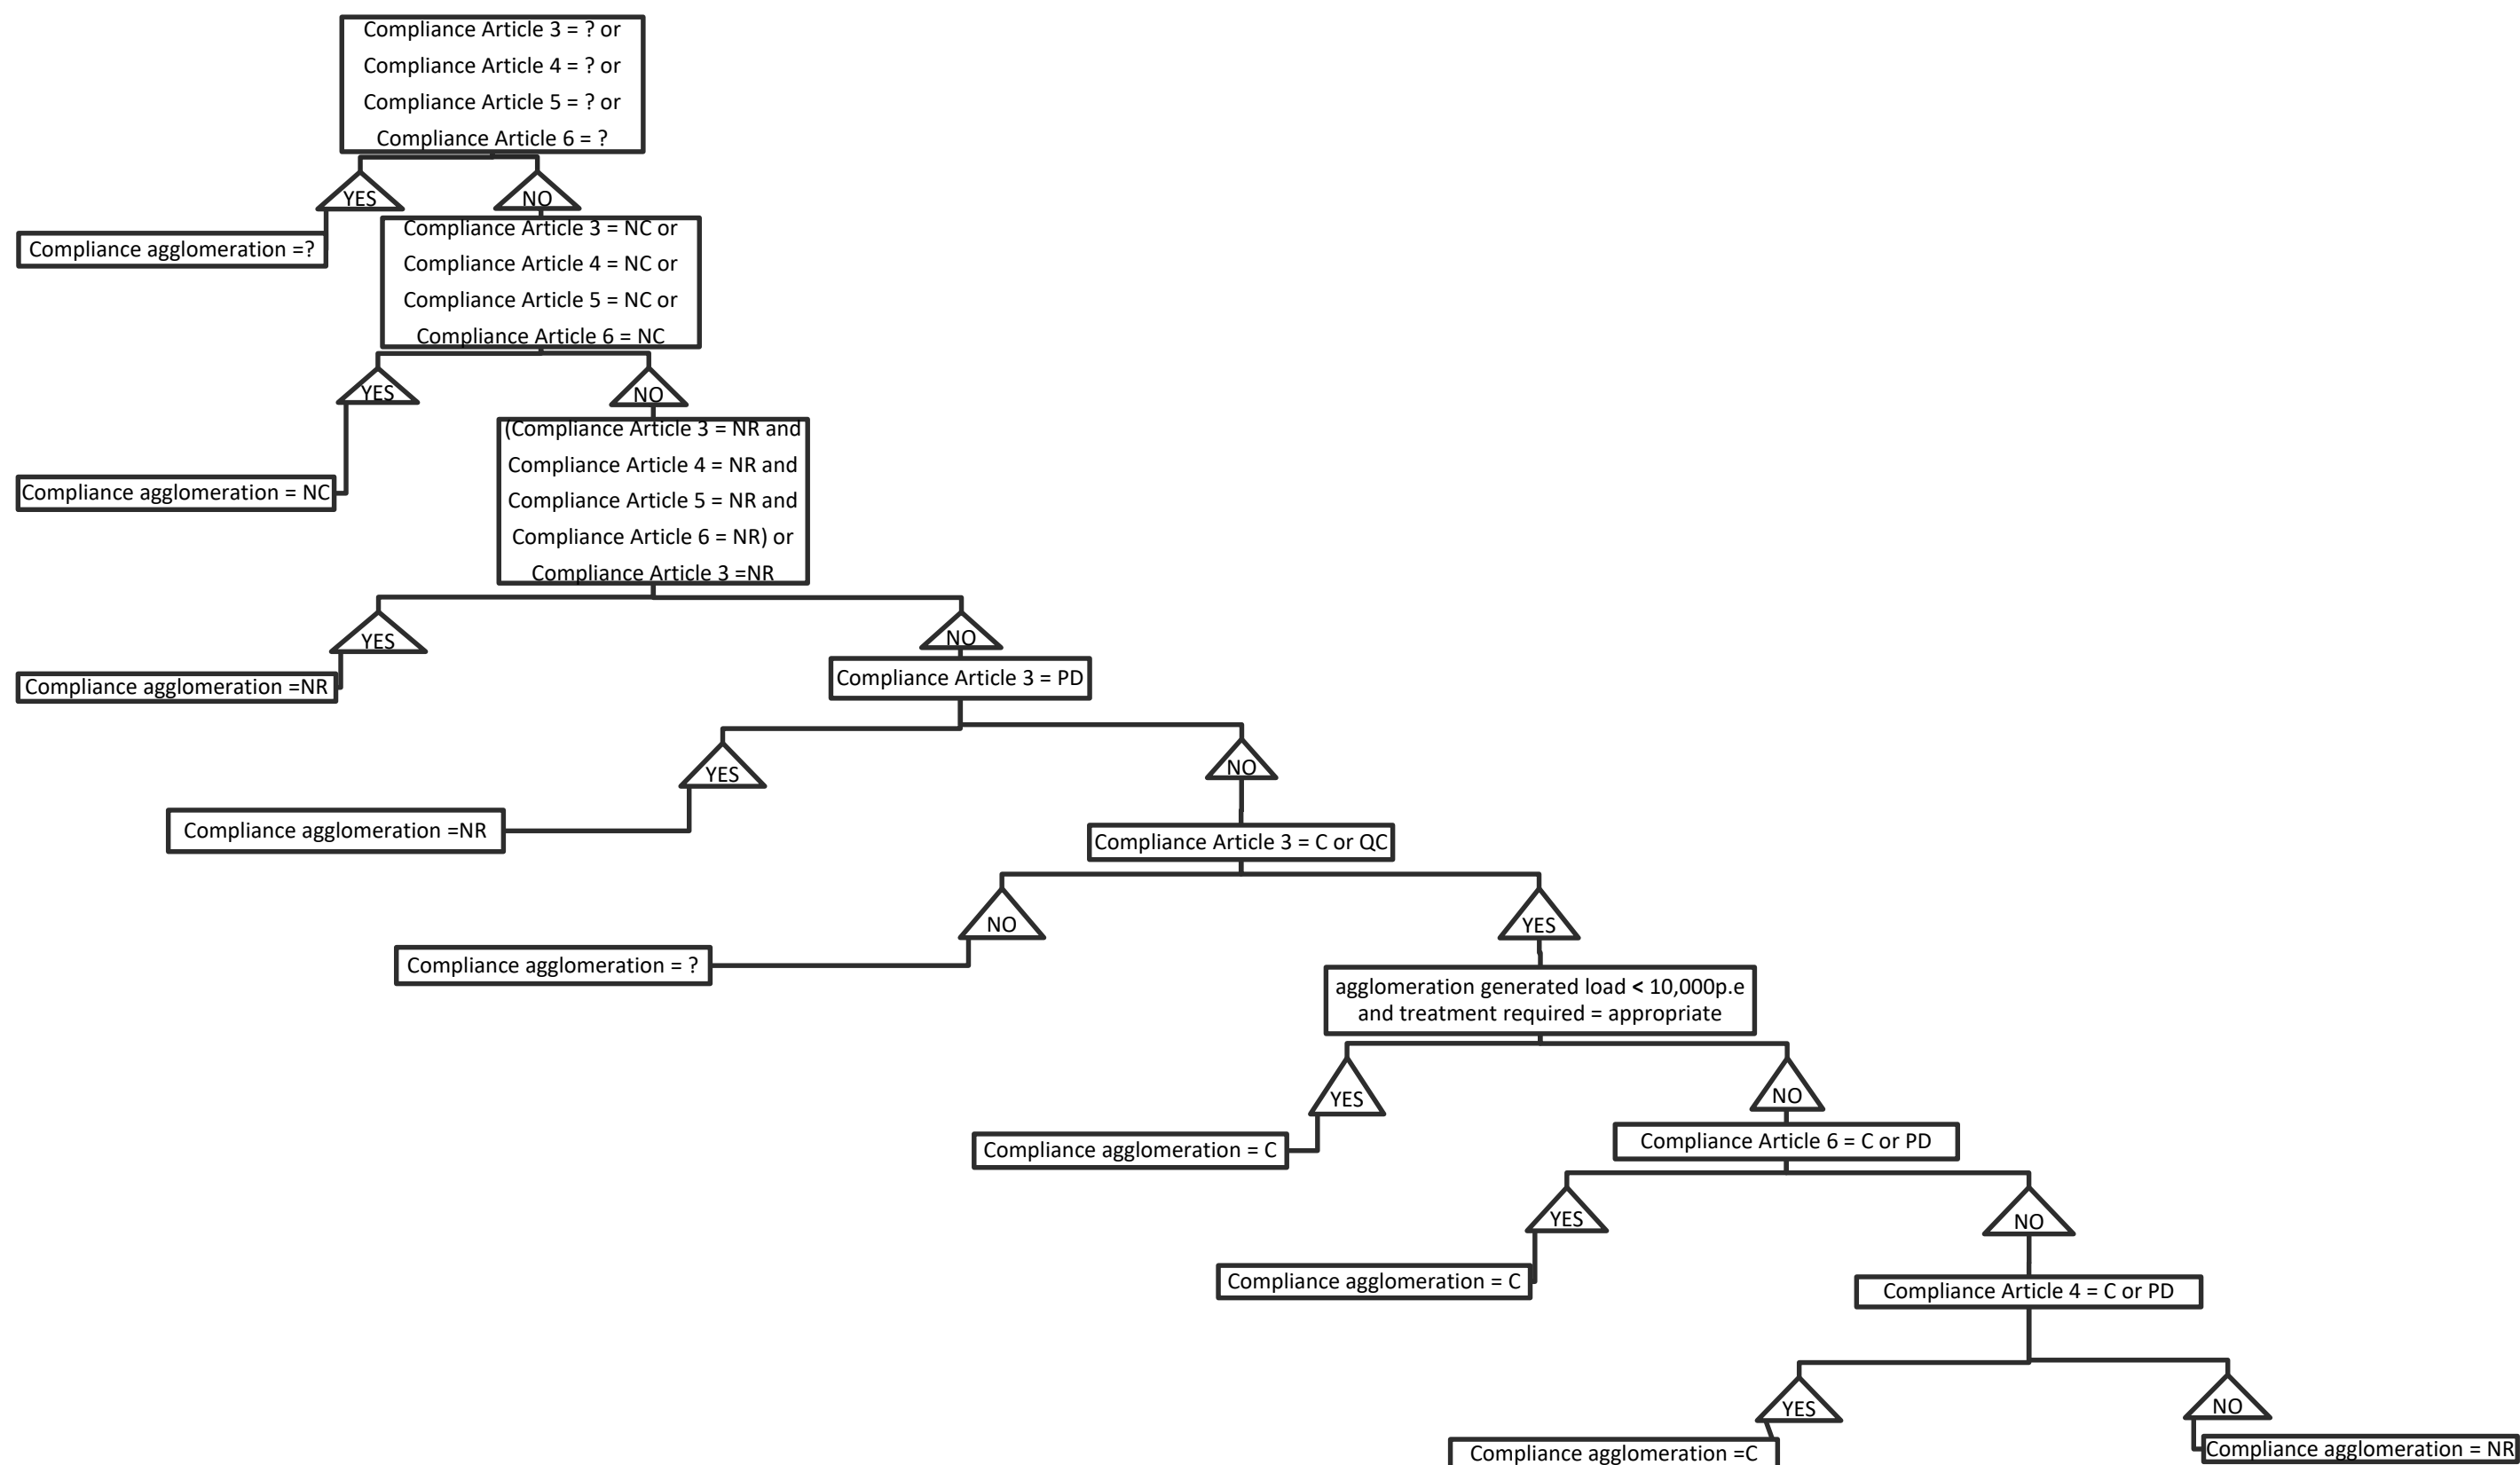 Compliance Article 3 = ? or
Compliance Article 4 = ? or
Compliance Article 5 = ? or
Compliance Article 6 = ?
YES
NO
Compliance agglomeration =?
Compliance Article 3 = NC or
Compliance Article 4 = NC or
Compliance Article 5 = NC or
Compliance Article 6 = NC
YES
NO
Compliance agglomeration = NC
(Compliance Article 3 = NR and
Compliance Article 4 = NR and
Compliance Article 5 = NR and
Compliance Article 6 = NR) or
Compliance Article 3 =NR
YES
NO
Compliance agglomeration =NR
Compliance Article 3 = PD
YES
NO
Compliance agglomeration =NR
Compliance Article 3 = C or QC
NO
YES
Compliance agglomeration = ?
agglomeration generated load < 10,000p.e
and treatment required = appropriate
YES
NO
Compliance agglomeration = C
Compliance Article 6 = C or PD
YES
NO
Compliance agglomeration = C
Compliance Article 4 = C or PD
YES
NO
Compliance agglomeration =C
Compliance agglomeration = NR